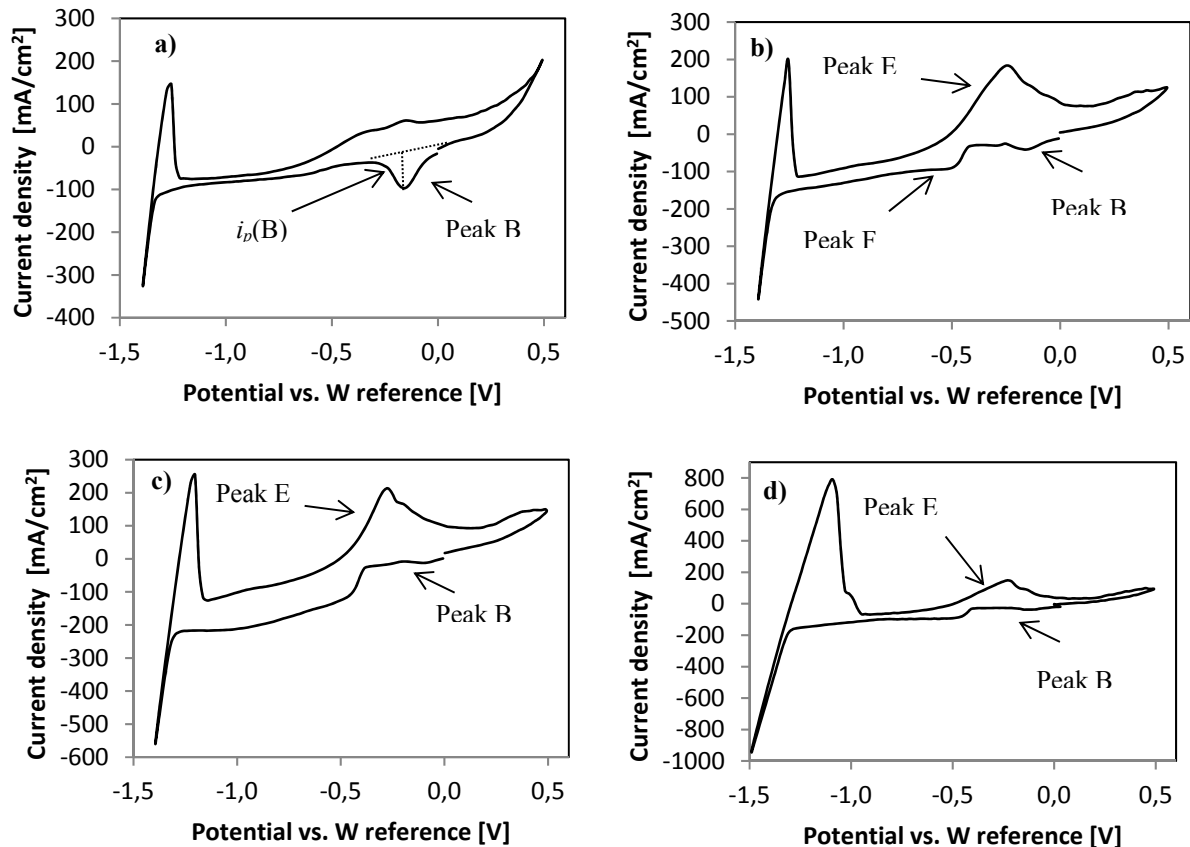 a)
300
200
100
0
-100
-200
-300
-400
Current density [mA/cm²]
i_p(B)
Peak B
-1,5
-1,0
-0,5
0,0
0,5
Potential vs. W reference [V]
b)
300
200
100
0
-100
-200
-300
-400
-500
Current density [mA/cm²]
Peak E
Peak B
Peak F
-1,5
-1,0
-0,5
0,0
0,5
Potential vs. W reference [V]
c)
300
200
100
0
-100
-200
-300
-400
-500
-600
Current density [mA/cm²]
Peak E
Peak B
-1,5
-1,0
-0,5
0,0
0,5
Potential vs. W reference [V]
d)
800
600
400
200
0
-200
-400
-600
-800
-1000
Current density [mA/cm²]
Peak E
Peak B
-1,5
-1,0
-0,5
0,0
0,5
Potential vs. W reference [V]